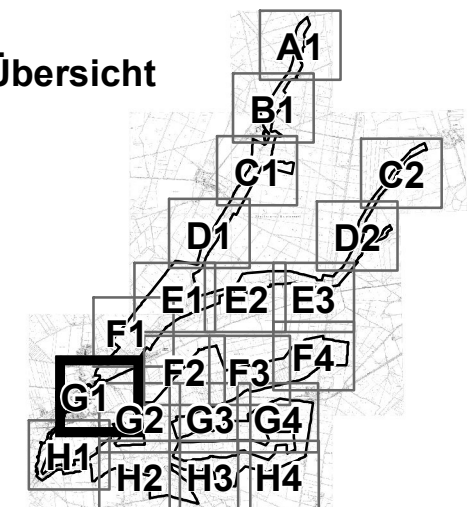 Übersicht
A1
B1
C1 C2
D1 D2
E1 E2 E3
F1 F2 F3 F4
G1 G2 G3 G4
H1 H2 H3 H4